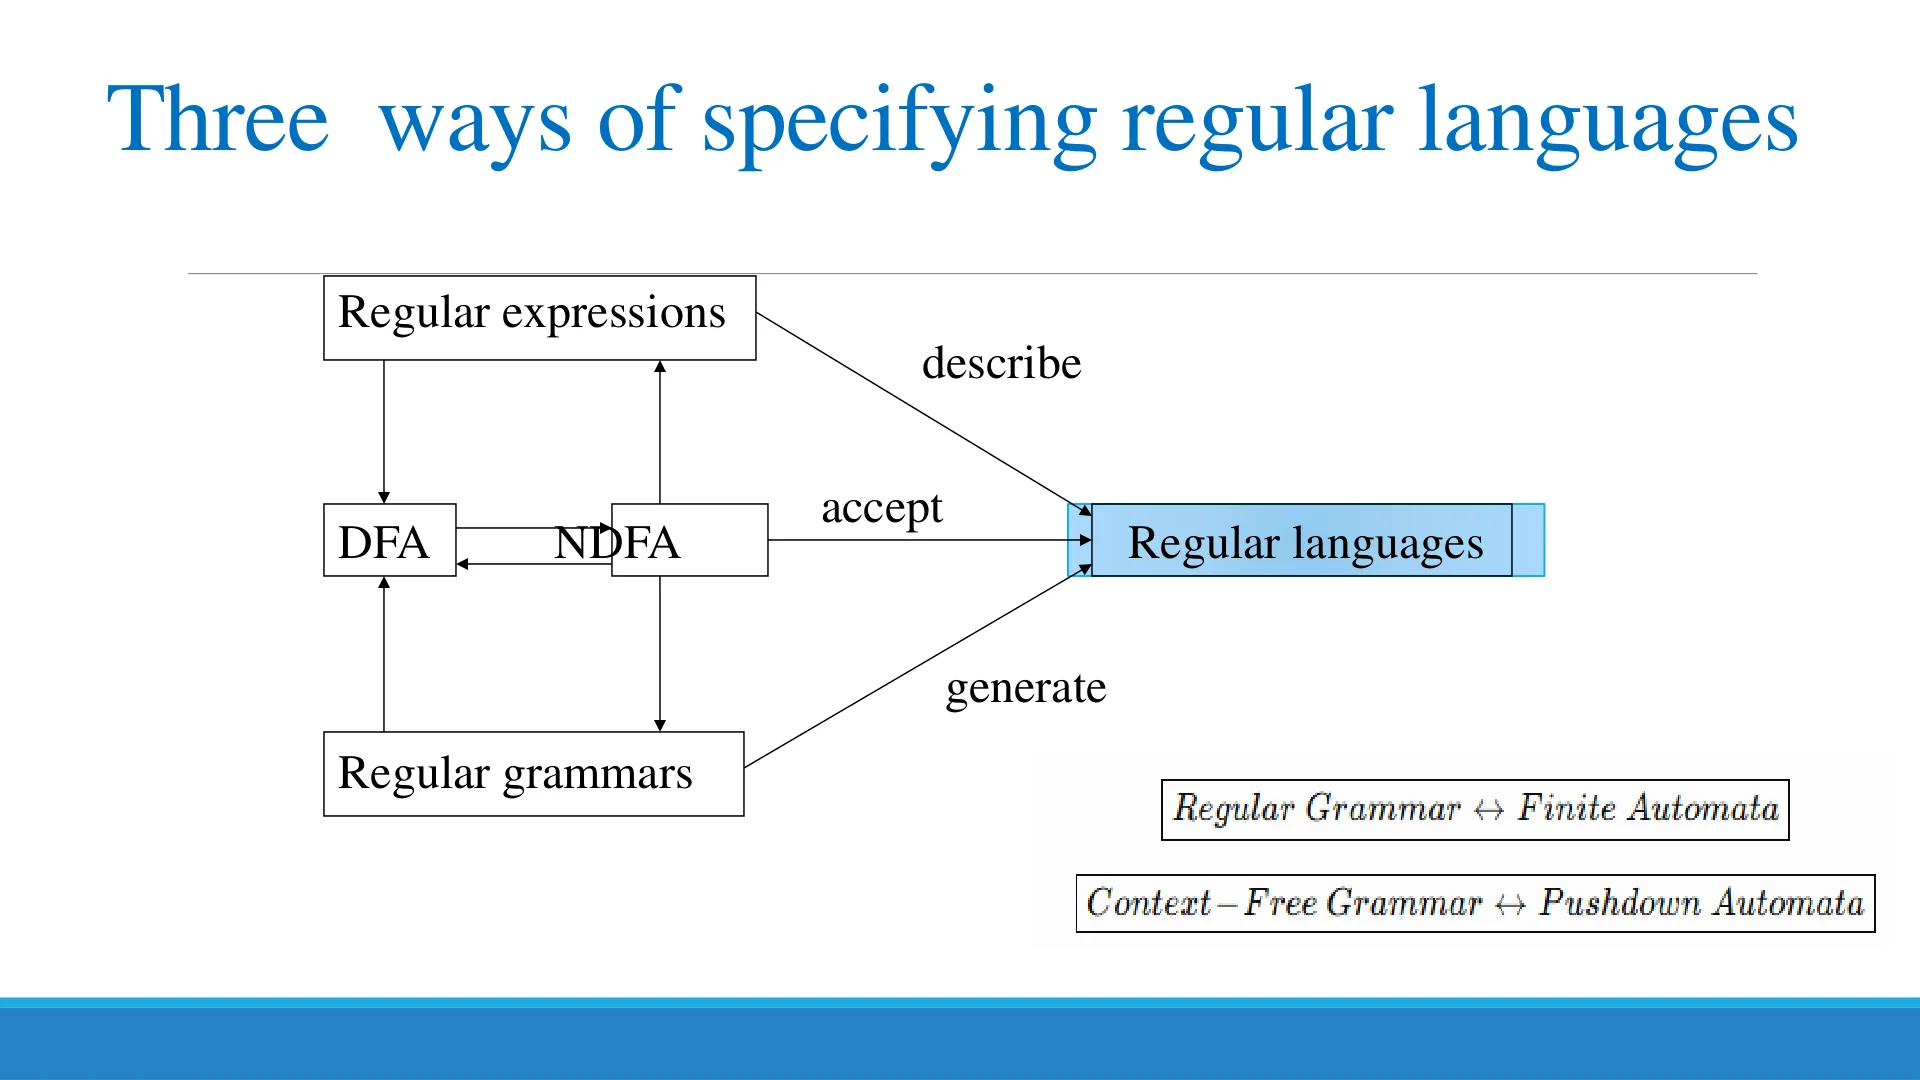 Three ways of specifying regular languages
Regular expressions
describe
accept
DFA
NDFA
Regular languages
generate
Regular grammars
Regular Grammar ↔ Finite Automata
Context–Free Grammar ↔ Pushdown Automata